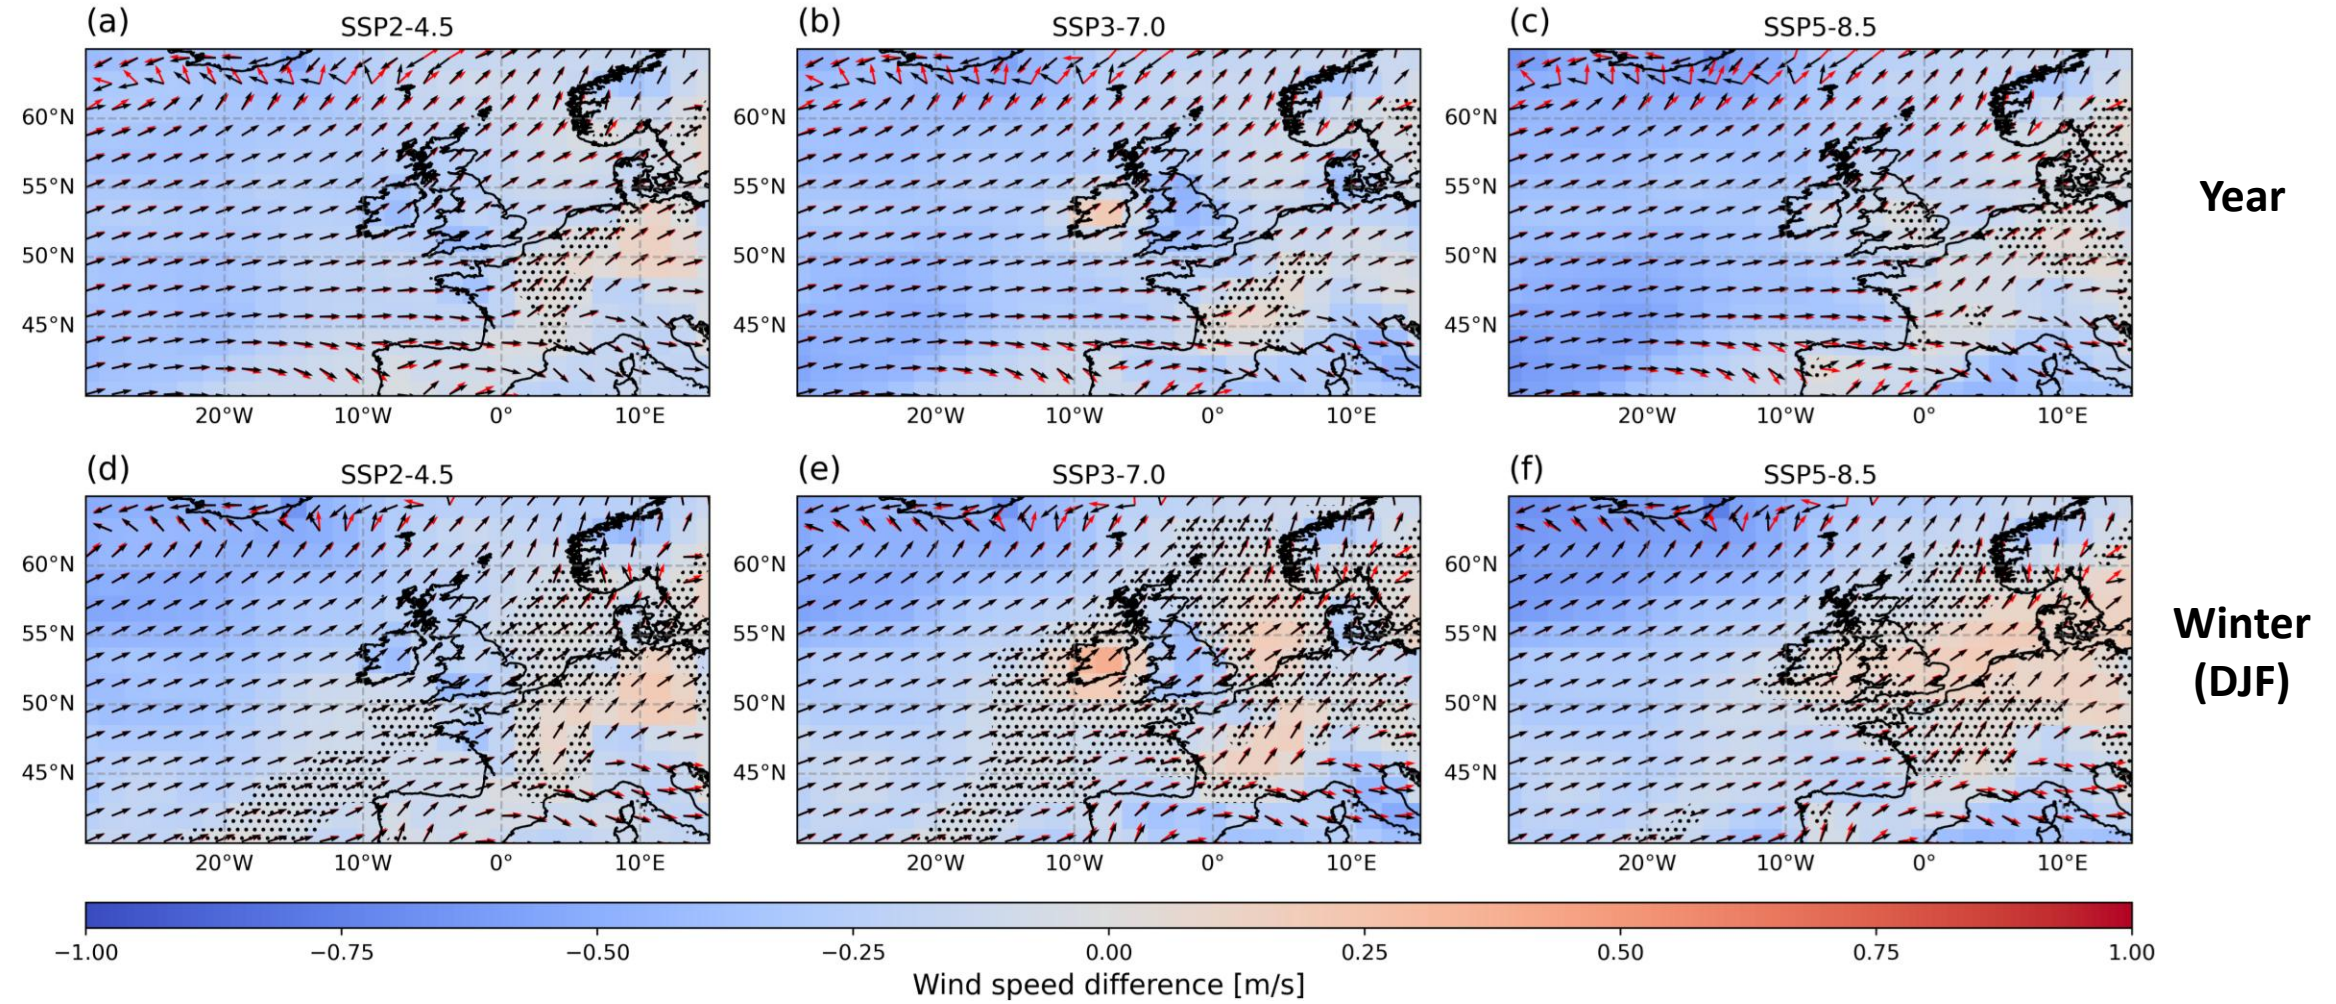 (a) SSP2-4.5
(b) SSP3-7.0
(c) SSP5-8.5
60°N
55°N
50°N
45°N
20°W 10°W 0° 10°E
60°N
55°N
50°N
45°N
20°W 10°W 0° 10°E
60°N
55°N
50°N
45°N
20°W 10°W 0° 10°E
Year
(d) SSP2-4.5
(e) SSP3-7.0
(f) SSP5-8.5
60°N
55°N
50°N
45°N
20°W 10°W 0° 10°E
60°N
55°N
50°N
45°N
20°W 10°W 0° 10°E
60°N
55°N
50°N
45°N
20°W 10°W 0° 10°E
Winter
(DJF)
−1.00 −0.75 −0.50 −0.25 0.00 0.25 0.50 0.75 1.00
Wind speed difference [m/s]